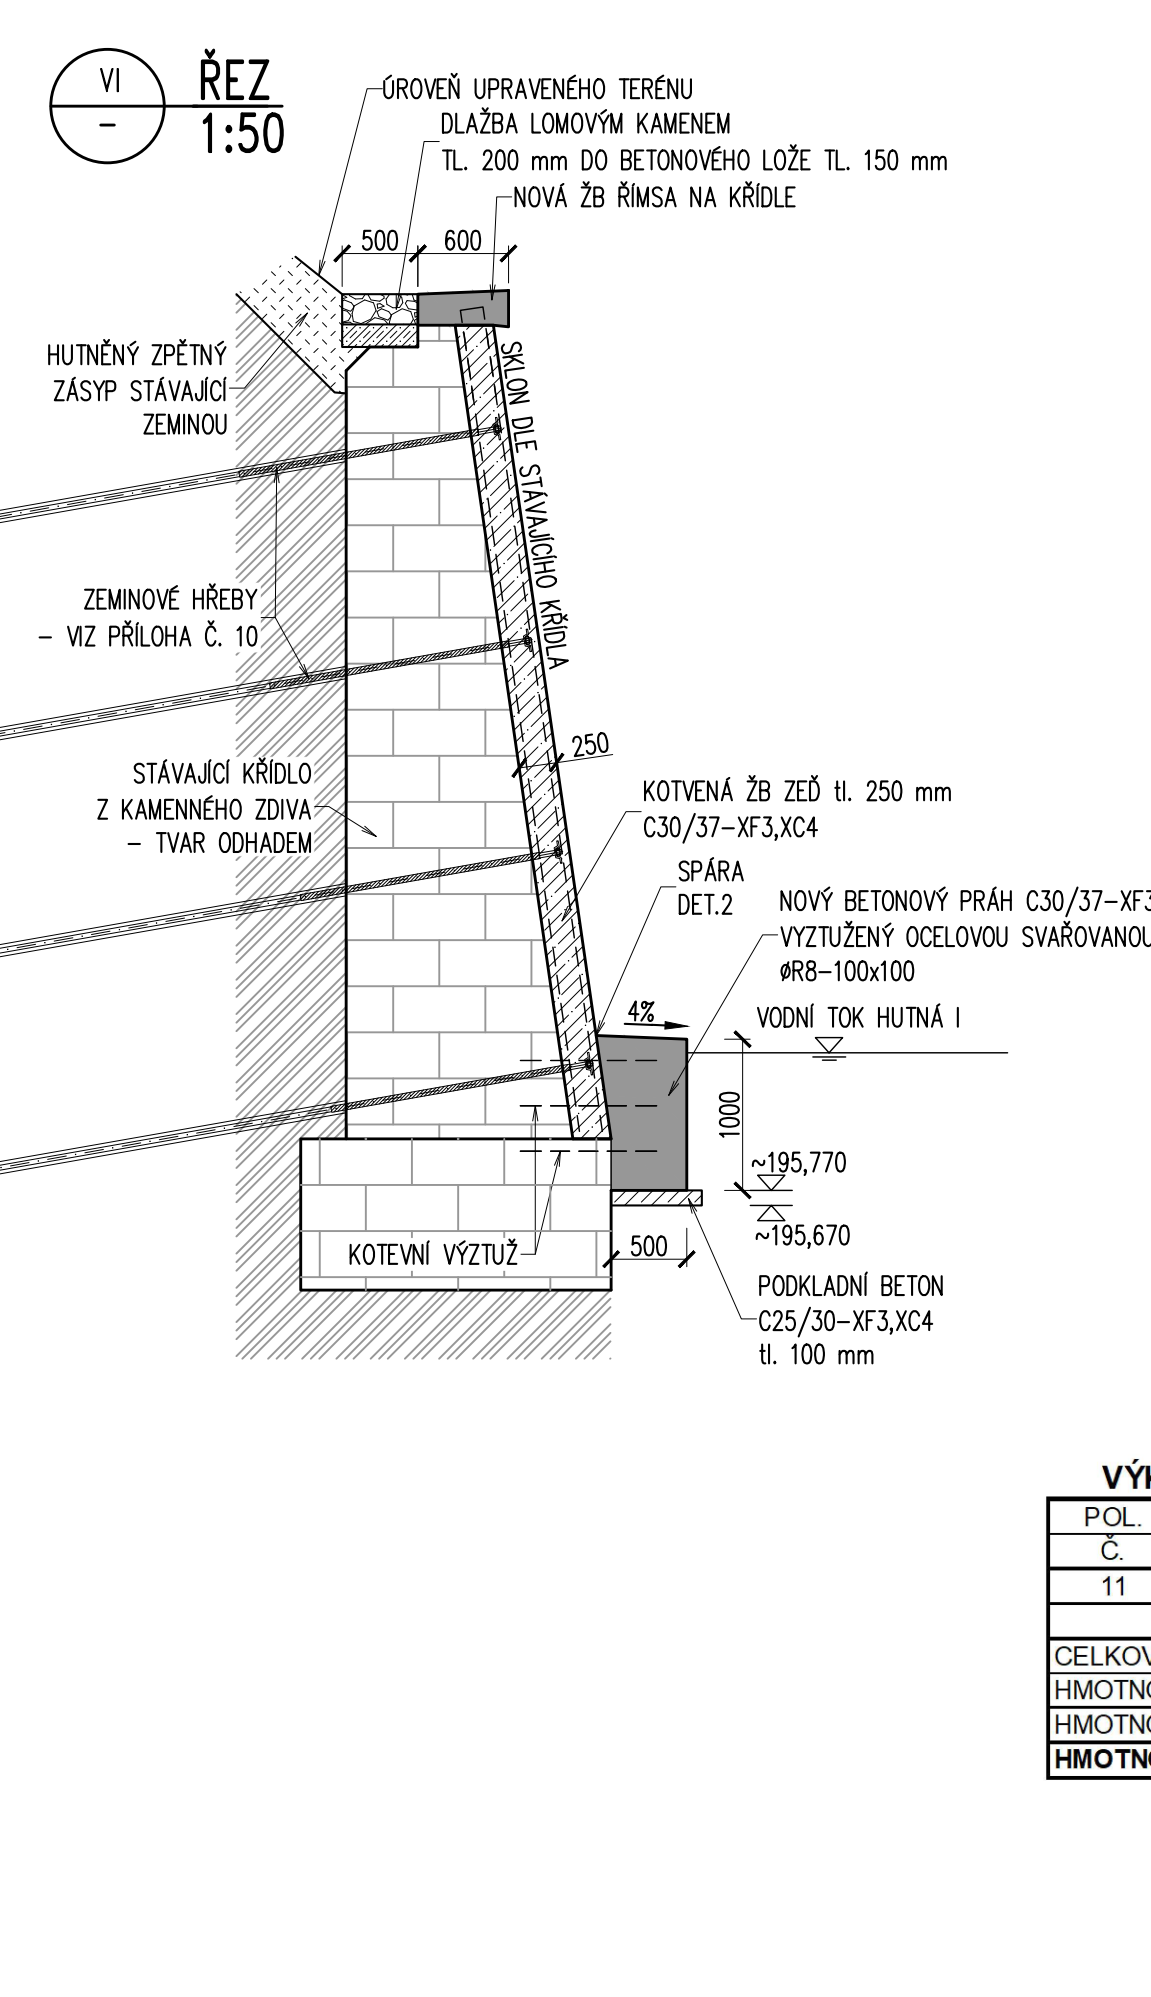 VI
–
ŘEZ
1:50
ÚROVEŇ UPRAVENÉHO TERÉNU
DLAŽBA LOMOVÝM KAMENEM
TL. 200 mm DO BETONOVÉHO LOŽE TL. 150 mm
NOVÁ ŽB ŘÍMSA NA KŘÍDLE
500
600
HUTNĚNÝ ZPĚTNÝ
ZÁSYP STÁVAJÍCÍ
ZEMINOU
SKLON DLE STÁVAJÍCÍHO KŘÍDLA
ZEMINOVÉ HŘEBY
– VIZ PŘÍLOHA Č. 10
250
STÁVAJÍCÍ KŘÍDLO
Z KAMENNÉHO ZDIVA
– TVAR ODHADEM
KOTVENÁ ŽB ZEĎ tl. 250 mm
C30/37–XF3,XC4
SPÁRA
DET.2
NOVÝ BETONOVÝ PRÁH C30/37–XF3
VYZTUŽENÝ OCELOVOU SVAŘOVANOU
øR8–100x100
4%
VODNÍ TOK HUTNÁ I
1000
~195,770
~195,670
KOTEVNÍ VÝZTUŽ
500
PODKLADNÍ BETON
C25/30–XF3,XC4
tl. 100 mm
POL.
Č.
11
CELKOV
HMOTNO
HMOTNO
HMOTNO